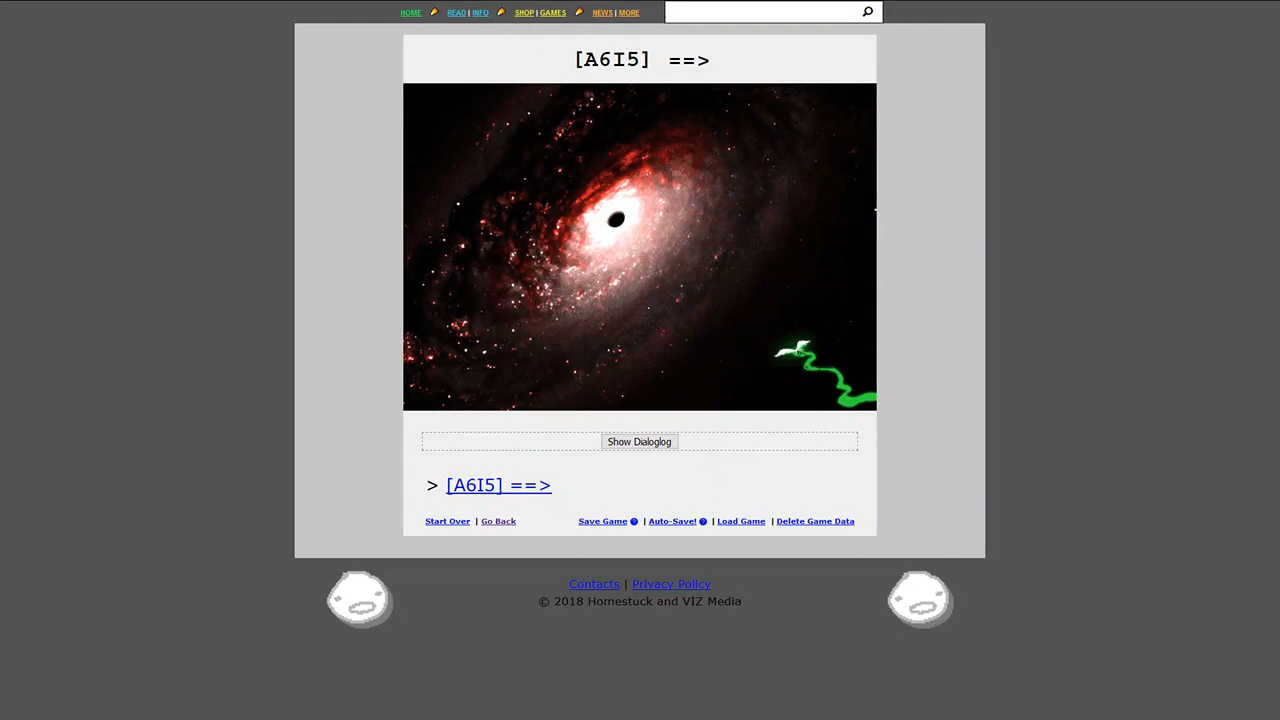 HOME READ | INFO SHOP | GAMES NEWS | MORE
[A6I5] ==>
Show Dialoglog
> [A6I5] ==>
Start Over | Go Back Save Game ? | Auto-Save! ? | Load Game | Delete Game Data
Contacts | Privacy Policy
© 2018 Homestuck and VIZ Media